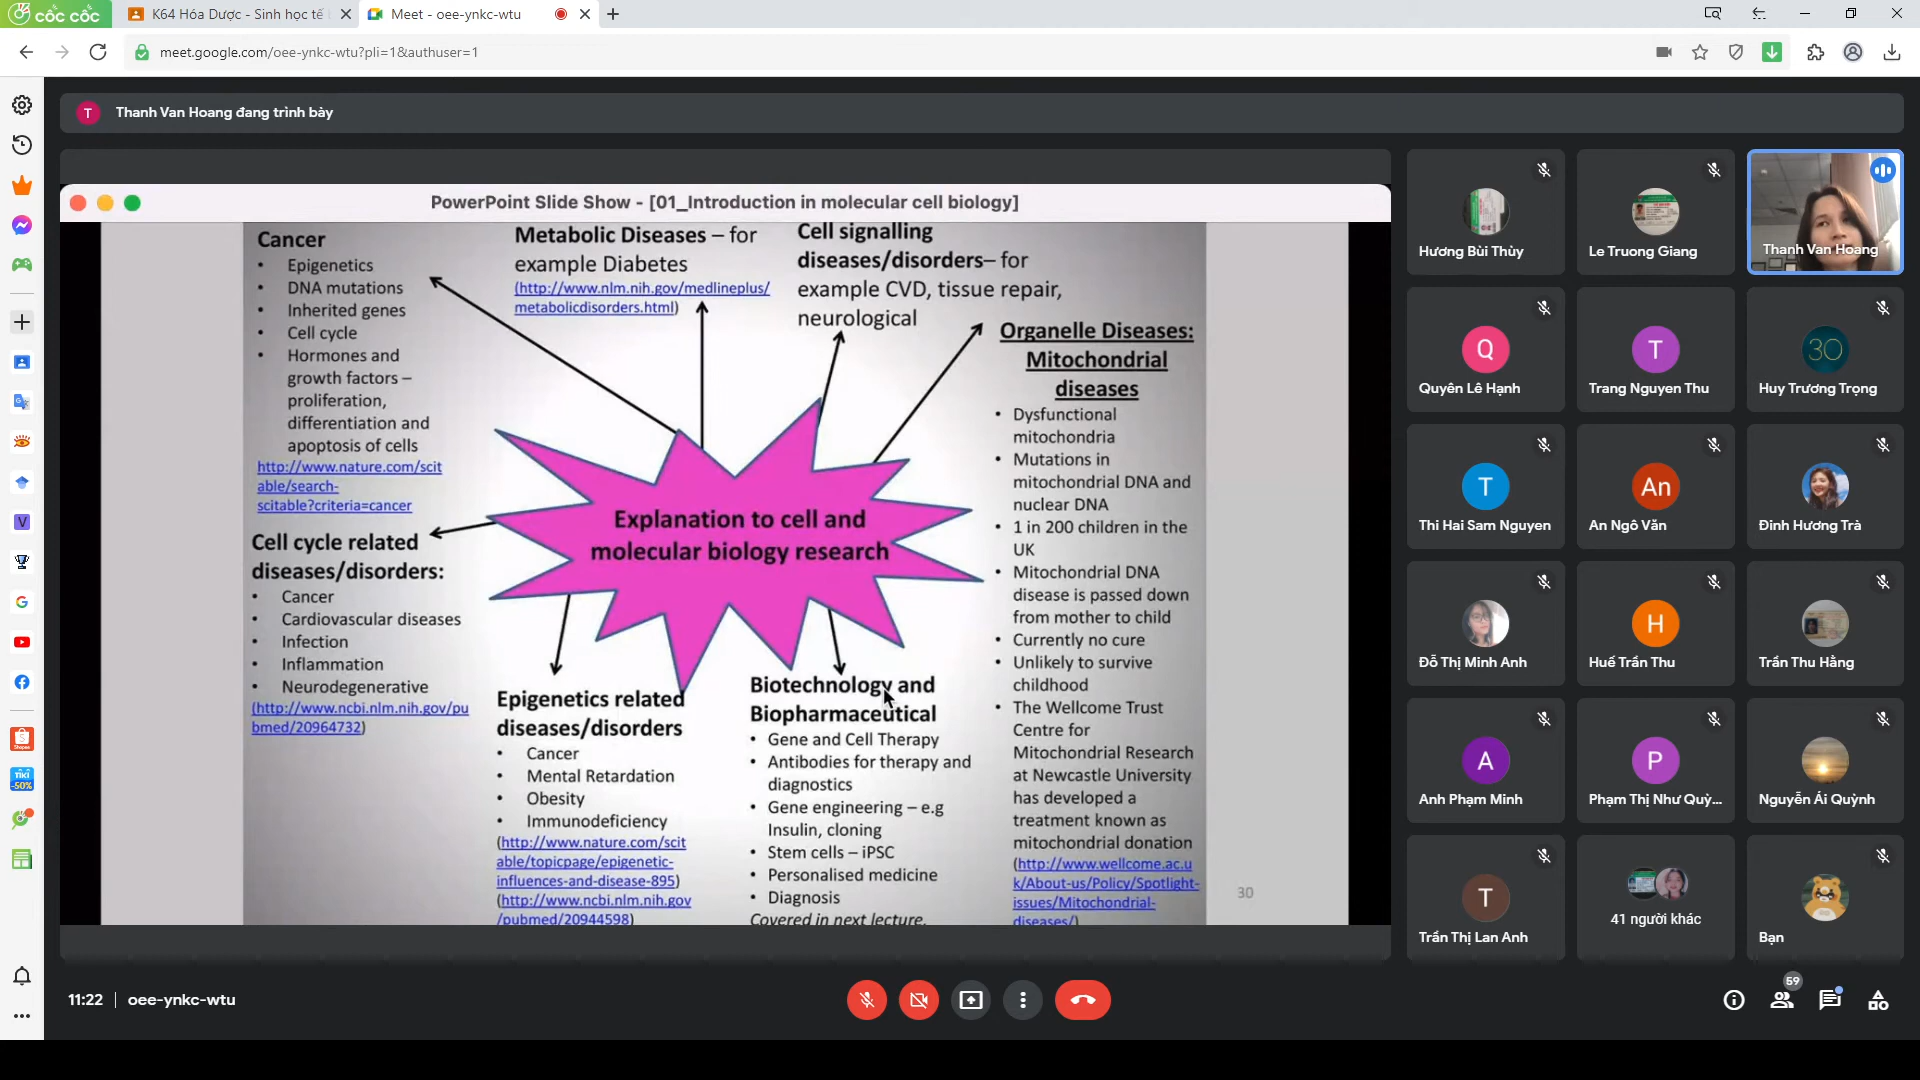 cốc cốc
K64 Hóa Dược - Sinh học tế
Meet - oee-ynkc-wtu
meet.google.com/oee-ynkc-wtu?pli=1&authuser=1
T
Thanh Van Hoang đang trình bày
PowerPoint Slide Show - [01_Introduction in molecular cell biology]
Cancer
• Epigenetics
• DNA mutations
• Inherited genes
• Cell cycle
• Hormones and
growth factors –
proliferation,
differentiation and
apoptosis of cells
http://www.nature.com/scit
able/search-
scitable?criteria=cancer
Metabolic Diseases – for
example Diabetes
(http://www.nlm.nih.gov/medlineplus/
metabolicdisorders.html)
Cell signalling
diseases/disorders– for
example CVD, tissue repair,
neurological
Organelle Diseases:
Mitochondrial
diseases
• Dysfunctional
mitochondria
• Mutations in
mitochondrial DNA and
nuclear DNA
• 1 in 200 children in the
UK
• Mitochondrial DNA
disease is passed down
from mother to child
• Currently no cure
• Unlikely to survive
childhood
• The Wellcome Trust
Centre for
Mitochondrial Research
at Newcastle University
has developed a
treatment known as
mitochondrial donation
(http://www.wellcome.ac.u
k/About-us/Policy/Spotlight-
issues/Mitochondrial-
diseases/)
Explanation to cell and
molecular biology research
Cell cycle related
diseases/disorders:
• Cancer
• Cardiovascular diseases
• Infection
• Inflammation
• Neurodegenerative
(http://www.ncbi.nlm.nih.gov/pu
bmed/20964732)
Epigenetics related
diseases/disorders
• Cancer
• Mental Retardation
• Obesity
• Immunodeficiency
(http://www.nature.com/scit
able/topicpage/epigenetic-
influences-and-disease-895)
(http://www.ncbi.nlm.nih.gov
/pubmed/20944598)
Biotechnology and
Biopharmaceutical
• Gene and Cell Therapy
• Antibodies for therapy and
diagnostics
• Gene engineering – e.g
Insulin, cloning
• Stem cells – iPSC
• Personalised medicine
• Diagnosis
Covered in next lecture.
30
Hương Bùi Thùy
Le Truong Giang
Thanh Van Hoang
Q
Quyên Lê Hạnh
T
Trang Nguyen Thu
30
Huy Trương Trọng
T
Thi Hai Sam Nguyen
An
An Ngô Văn
Đinh Hương Trà
Đỗ Thị Minh Anh
H
Huế Trần Thu
Trần Thu Hằng
A
Anh Phạm Minh
P
Phạm Thị Như Quỳ...
Nguyễn Ái Quỳnh
T
Trần Thị Lan Anh
41 người khác
Bạn
11:22 | oee-ynkc-wtu
59
V
G
Shopee
TIKI
-50%